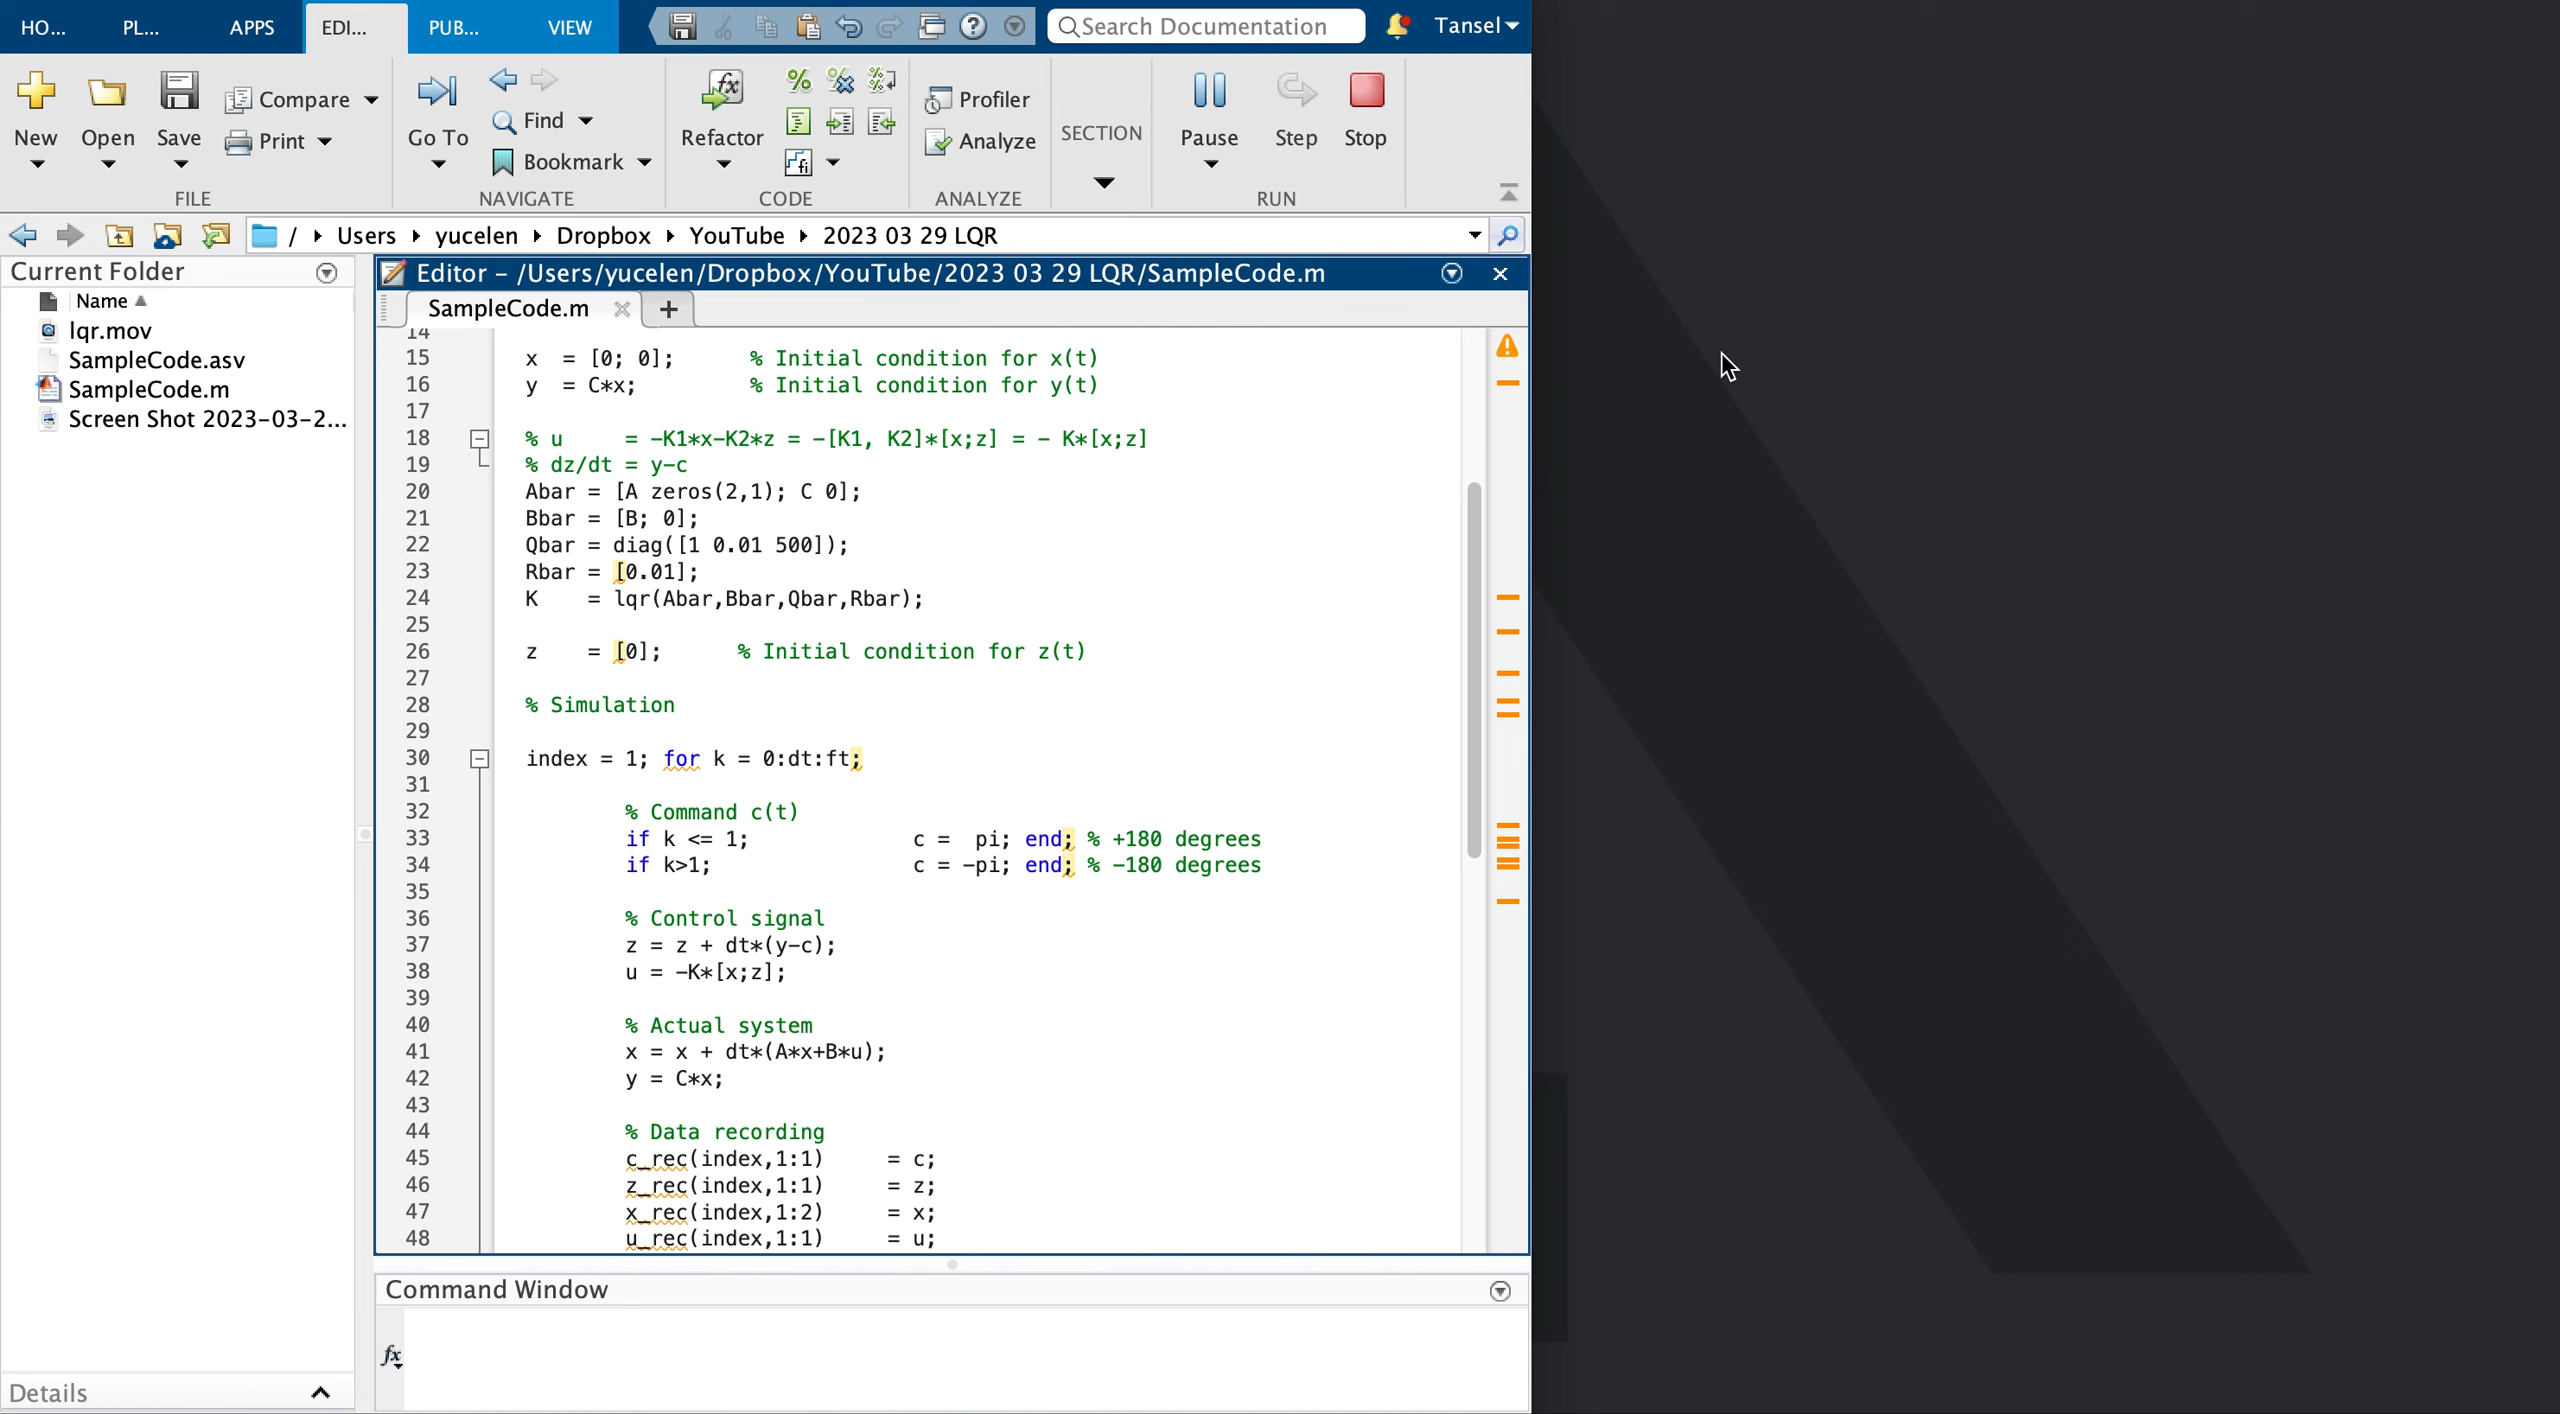 HO... PL... APPS EDI... PUB... VIEW Search Documentation Tansel
New Open Save Compare Print
Go To Find Bookmark
Refactor
Profiler
Analyze
SECTION
Pause Step Stop
FILE NAVIGATE CODE ANALYZE RUN
/ Users yucelen Dropbox YouTube 2023 03 29 LQR
Current Folder
Name
lqr.mov
SampleCode.asv
SampleCode.m
Screen Shot 2023-03-2...
Details
Editor - /Users/yucelen/Dropbox/YouTube/2023 03 29 LQR/SampleCode.m
SampleCode.m +
14
15 x = [0; 0]; % Initial condition for x(t)
16 y = C*x; % Initial condition for y(t)
17
18 % u = -K1*x-K2*z = -[K1, K2]*[x;z] = - K*[x;z]
19 % dz/dt = y-c
20 Abar = [A zeros(2,1); C 0];
21 Bbar = [B; 0];
22 Qbar = diag([1 0.01 500]);
23 Rbar = [0.01];
24 K = lqr(Abar,Bbar,Qbar,Rbar);
25
26 z = [0]; % Initial condition for z(t)
27
28 % Simulation
29
30 index = 1; for k = 0:dt:ft;
31
32 % Command c(t)
33 if k <= 1; c = pi; end; % +180 degrees
34 if k>1; c = -pi; end; % -180 degrees
35
36 % Control signal
37 z = z + dt*(y-c);
38 u = -K*[x;z];
39
40 % Actual system
41 x = x + dt*(A*x+B*u);
42 y = C*x;
43
44 % Data recording
45 c_rec(index,1:1) = c;
46 z_rec(index,1:1) = z;
47 x_rec(index,1:2) = x;
48 u_rec(index,1:1) = u;
Command Window
fx